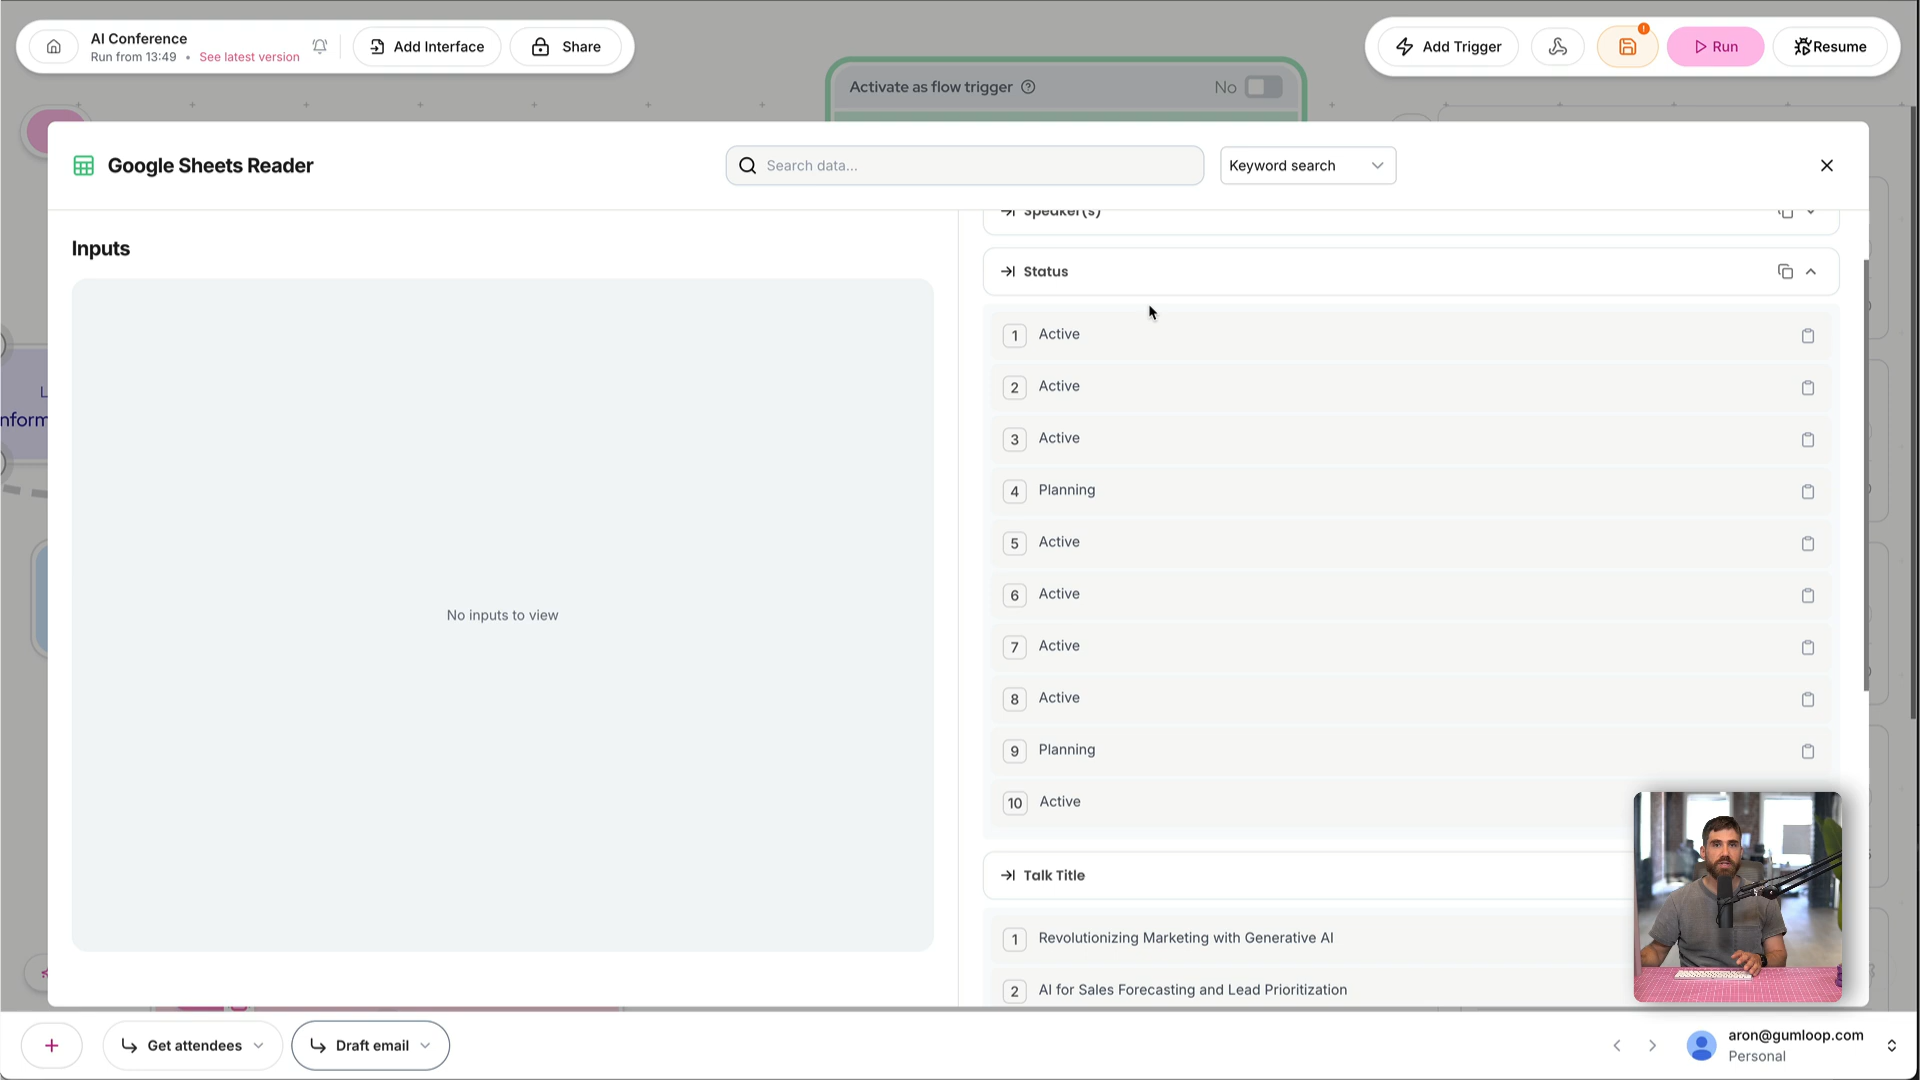 AI Conference
Run from 13:49 • See latest version
Add Interface
Share
Add Trigger
!
Run
Resume
Activate as flow trigger ?
No
Google Sheets Reader
Search data...
Keyword search
Inputs
No inputs to view
Speaker(s)
Status
1 Active
2 Active
3 Active
4 Planning
5 Active
6 Active
7 Active
8 Active
9 Planning
10 Active
Talk Title
1 Revolutionizing Marketing with Generative AI
2 AI for Sales Forecasting and Lead Prioritization
Get attendees
Draft email
aron@gumloop.com
Personal